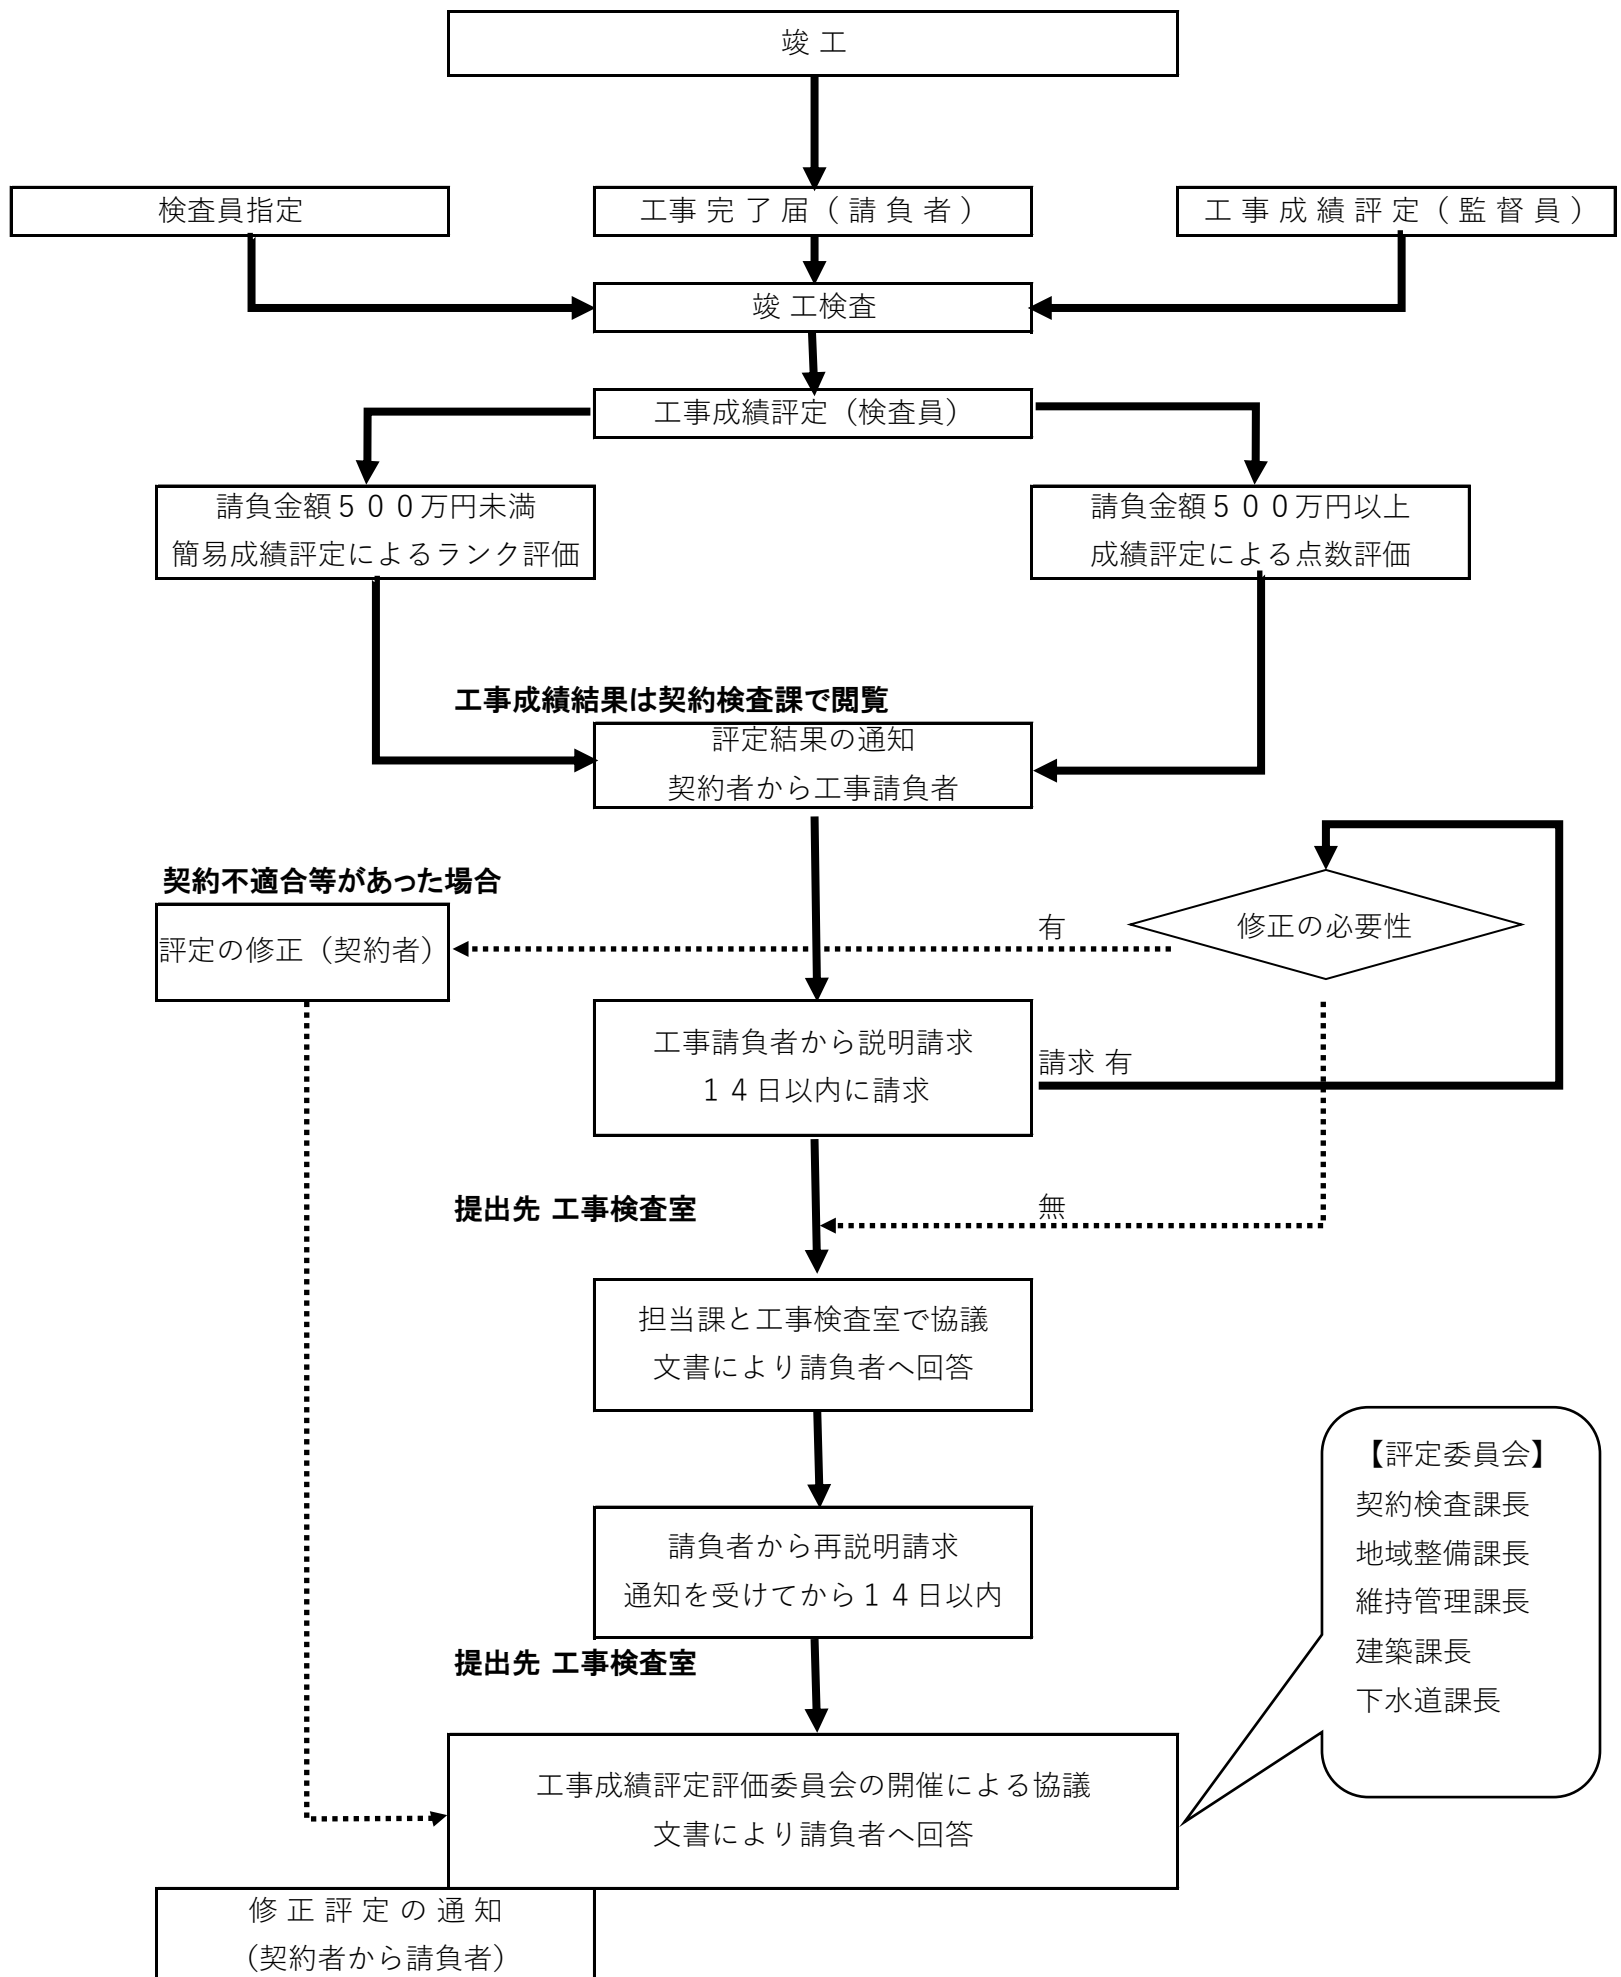 竣 工
検査員指定
工事 完 了 届（ 請 負 者 ）
工 事 成 績 評 定（ 監 督 員 ）
竣 工検査
工事成績評定（検査員）
請負金額５００万円未満
簡易成績評定によるランク評価
請負金額５００万円以上
成績評定による点数評価
工事成績結果は契約検査課で閲覧
評定結果の通知
契約者から工事請負者
契約不適合等があった場合
評定の修正（契約者）
有
修正の必要性
工事請負者から説明請求
１４日以内に請求
請求 有
提出先 工事検査室
無
担当課と工事検査室で協議
文書により請負者へ回答
請負者から再説明請求
通知を受けてから１４日以内
提出先 工事検査室
【評定委員会】
契約検査課長
地域整備課長
維持管理課長
建築課長
下水道課長
工事成績評定評価委員会の開催による協議
文書により請負者へ回答
修 正 評 定 の 通 知
（契約者から請負者）